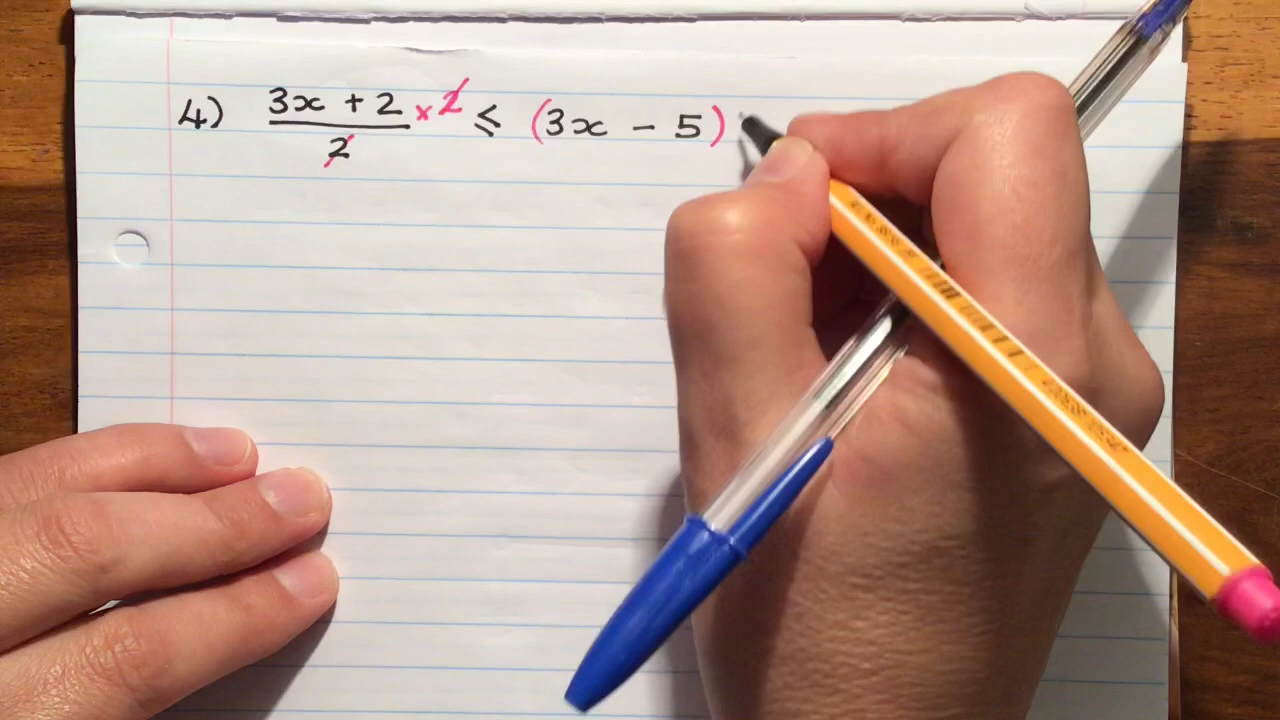 4) (3x + 2)/2 × 2 ≤ (3x − 5)